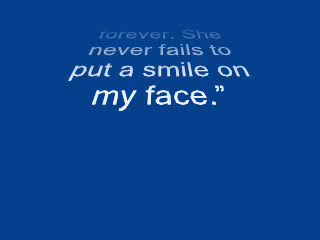 forever. She
never fails to
put a smile on
my face.”